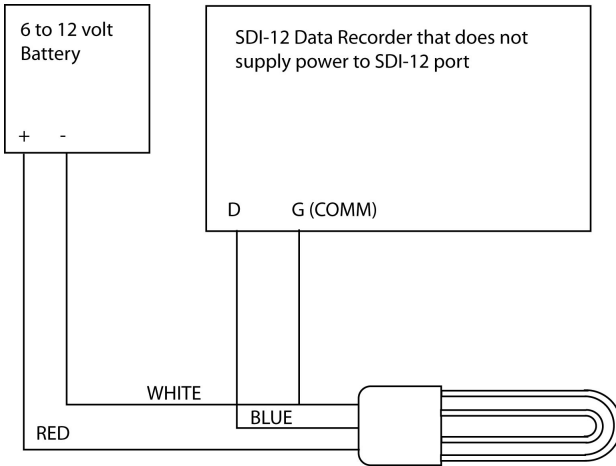 6 to 12 volt
Battery
+ -
SDI-12 Data Recorder that does not
supply power to SDI-12 port
D G (COMM)
WHITE
BLUE
RED